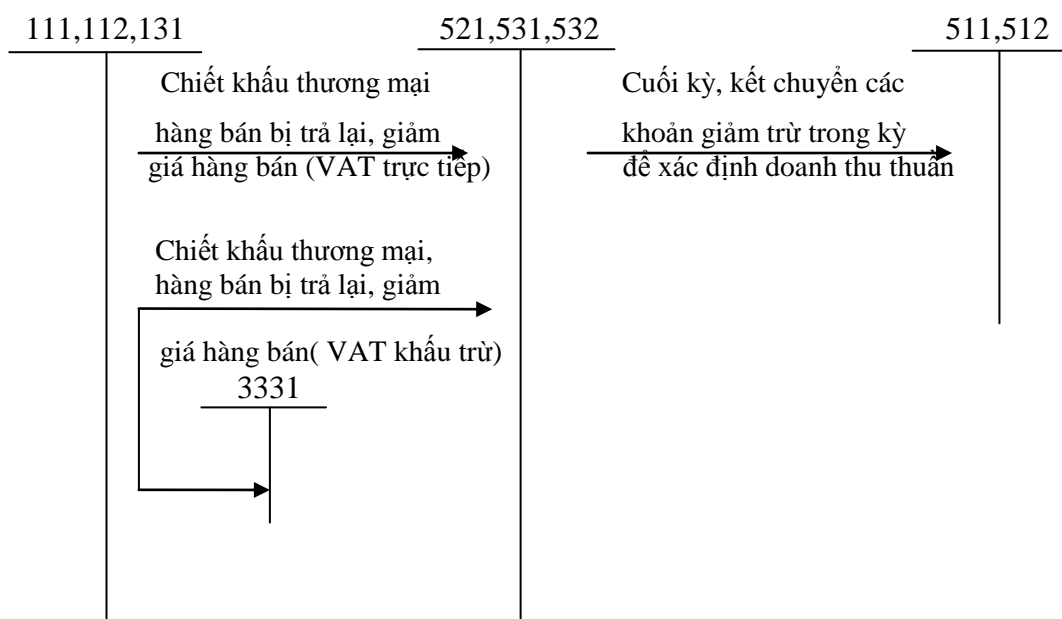 111,112,131
521,531,532
511,512
Chiết khấu thương mại
hàng bán bị trả lại, giảm
giá hàng bán (VAT trực tiếp)
Cuối kỳ, kết chuyển các
khoản giảm trừ trong kỳ
để xác định doanh thu thuần
Chiết khấu thương mại,
hàng bán bị trả lại, giảm
giá hàng bán( VAT khấu trừ)
3331